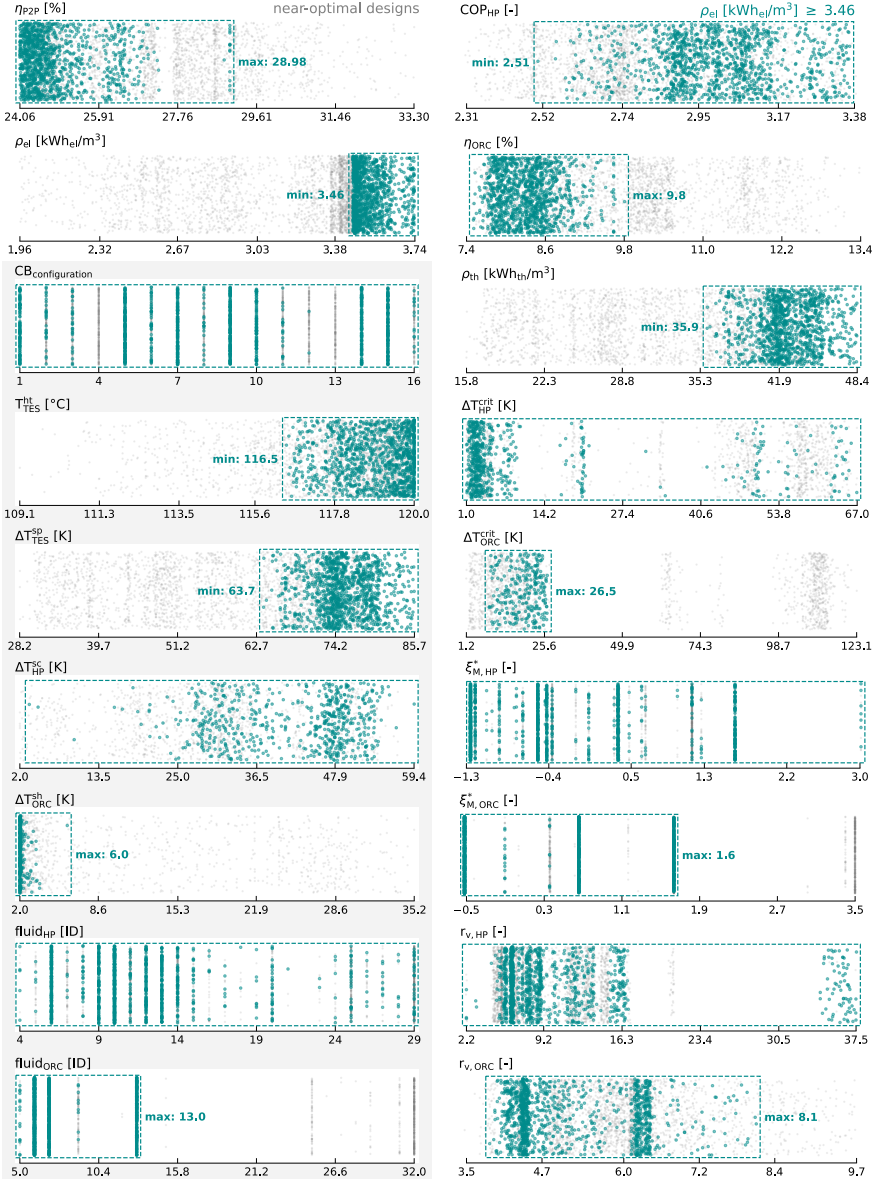 η_P2P [%]
near-optimal designs
max: 28.98
24.06 25.91 27.76 29.61 31.46 33.30
COP_HP [-]
ρ_el [kWh_el/m³] ≥ 3.46
min: 2.51
2.31 2.52 2.74 2.95 3.17 3.38
ρ_el [kWh_el/m³]
min: 3.46
1.96 2.32 2.67 3.03 3.38 3.74
η_ORC [%]
max: 9.8
7.4 8.6 9.8 11.0 12.2 13.4
CB_configuration
1 4 7 10 13 16
ρ_th [kWh_th/m³]
min: 35.9
15.8 22.3 28.8 35.3 41.9 48.4
T_TES^ht [°C]
min: 116.5
109.1 111.3 113.5 115.6 117.8 120.0
ΔT_HP^crit [K]
1.0 14.2 27.4 40.6 53.8 67.0
ΔT_TES^sp [K]
min: 63.7
28.2 39.7 51.2 62.7 74.2 85.7
ΔT_ORC^crit [K]
max: 26.5
1.2 25.6 49.9 74.3 98.7 123.1
ΔT_HP^sc [K]
2.0 13.5 25.0 36.5 47.9 59.4
ξ_M,HP^* [-]
−1.3 −0.4 0.5 1.3 2.2 3.0
ΔT_ORC^sh [K]
max: 6.0
2.0 8.6 15.3 21.9 28.6 35.2
ξ_M,ORC^* [-]
max: 1.6
−0.5 0.3 1.1 1.9 2.7 3.5
fluid_HP [ID]
4 9 14 19 24 29
r_v,HP [-]
2.2 9.2 16.3 23.4 30.5 37.5
fluid_ORC [ID]
max: 13.0
5.0 10.4 15.8 21.2 26.6 32.0
r_v,ORC [-]
max: 8.1
3.5 4.7 6.0 7.2 8.4 9.7